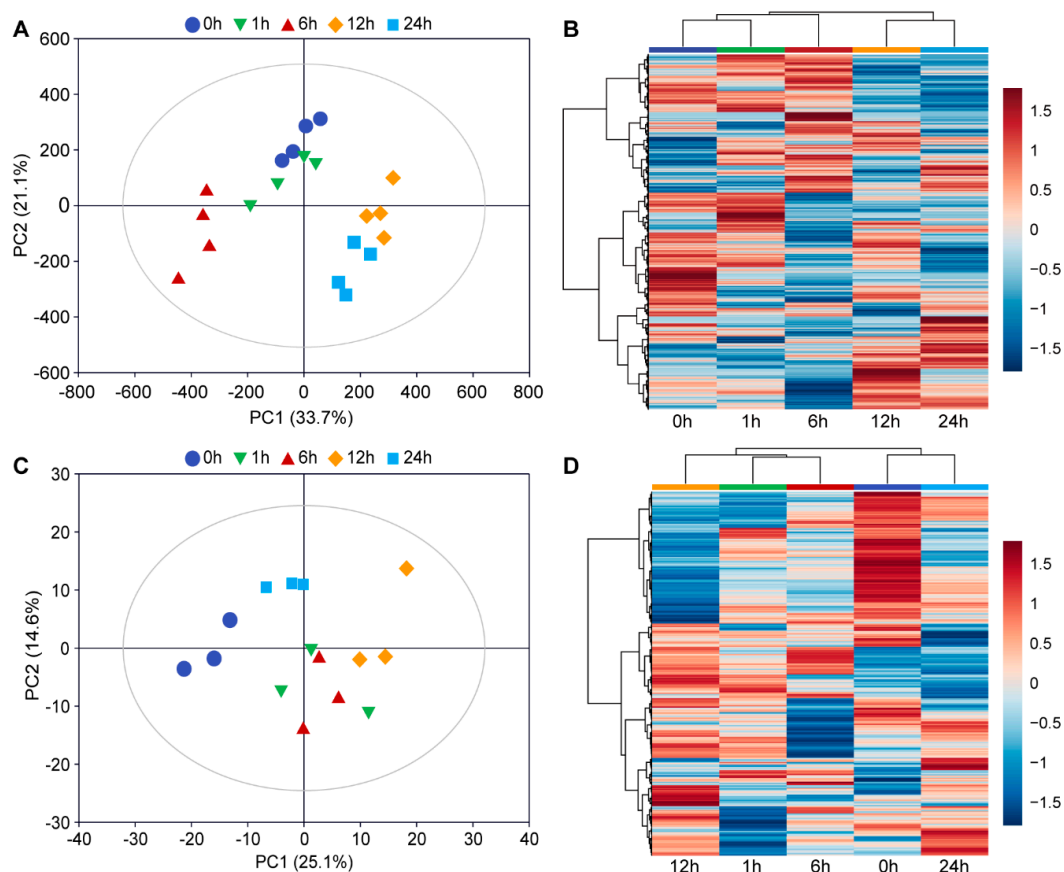 A
0h 1h 6h 12h 24h
600
400
200
0
−200
−400
−600
PC2 (21.1%)
−800 −600 −400 −200 0 200 400 600 800
PC1 (33.7%)
B
1.5
1
0.5
0
−0.5
−1
−1.5
0h 1h 6h 12h 24h
C
0h 1h 6h 12h 24h
30
20
10
0
−10
−20
−30
PC2 (14.6%)
−40 −30 −20 −10 0 10 20 30 40
PC1 (25.1%)
D
1.5
1
0.5
0
−0.5
−1
−1.5
12h 1h 6h 0h 24h